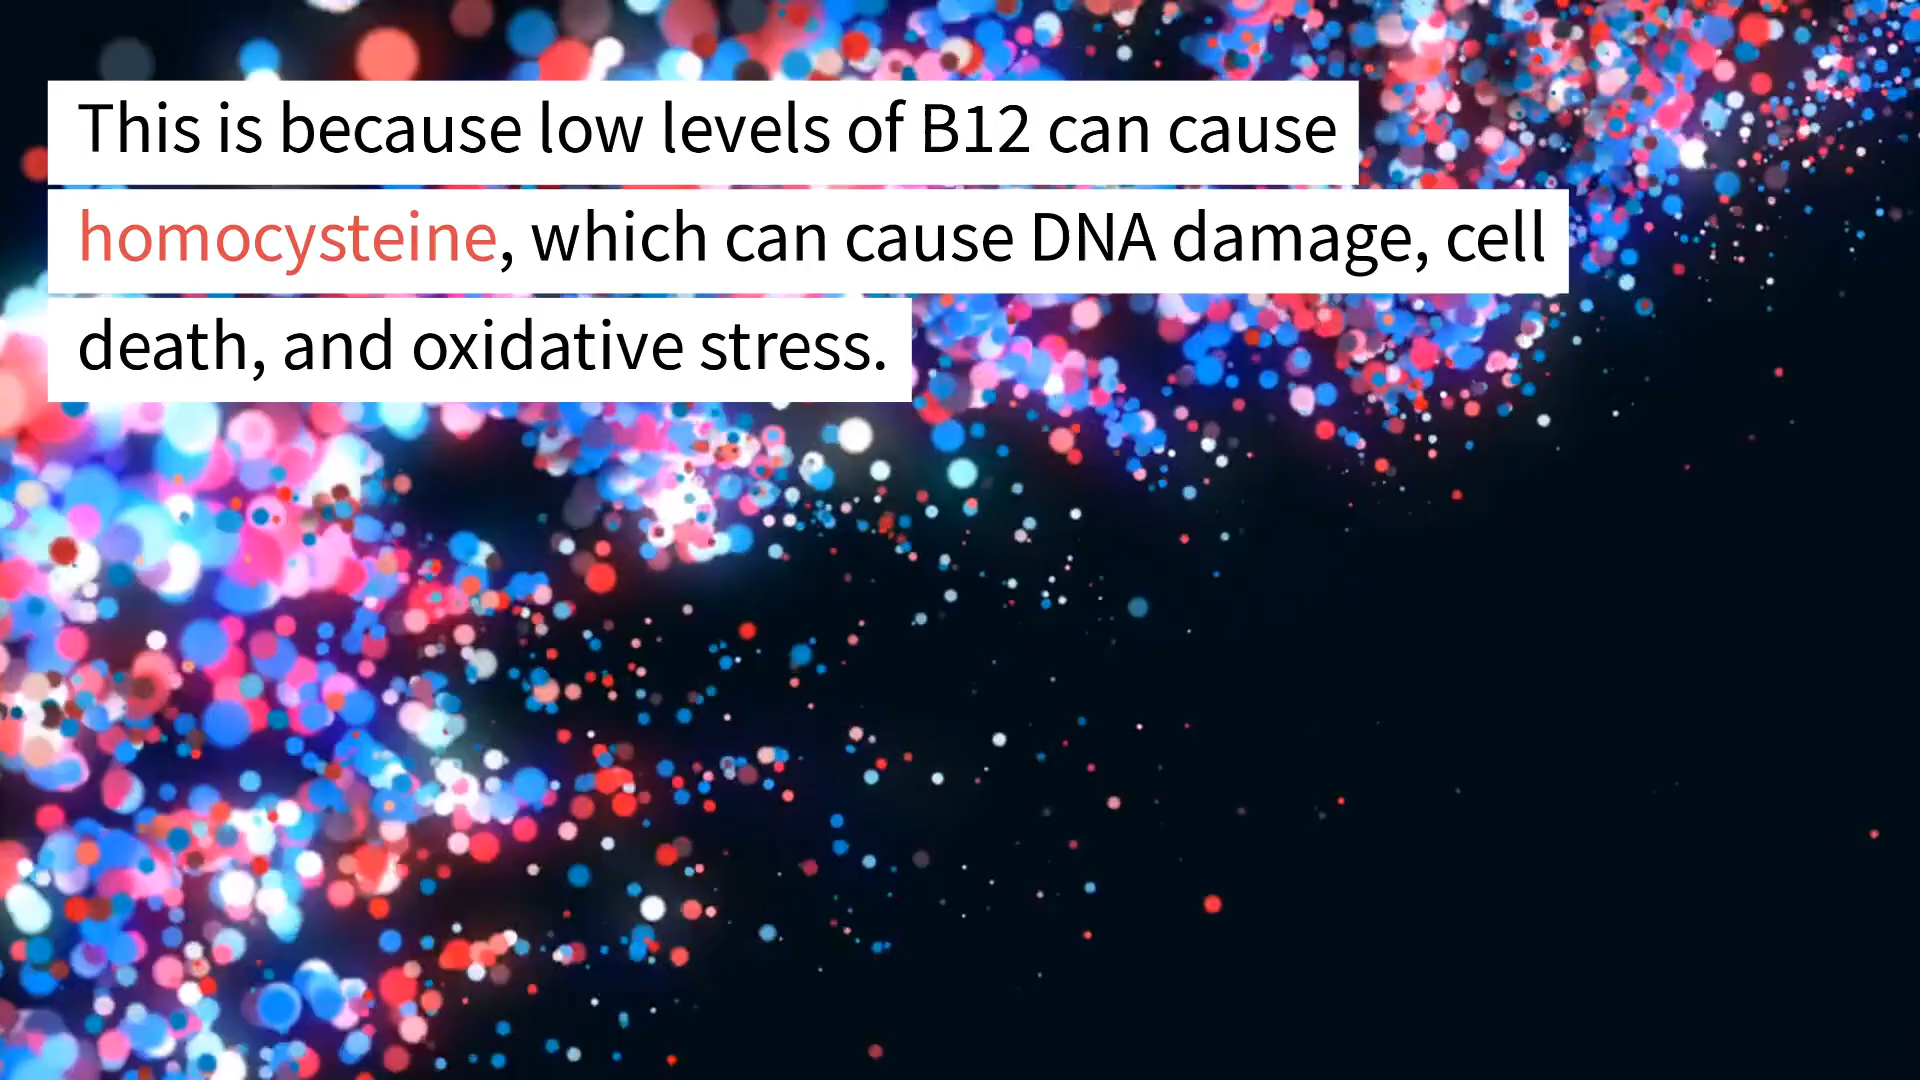 This is because low levels of B12 can cause
homocysteine, which can cause DNA damage, cell
death, and oxidative stress.